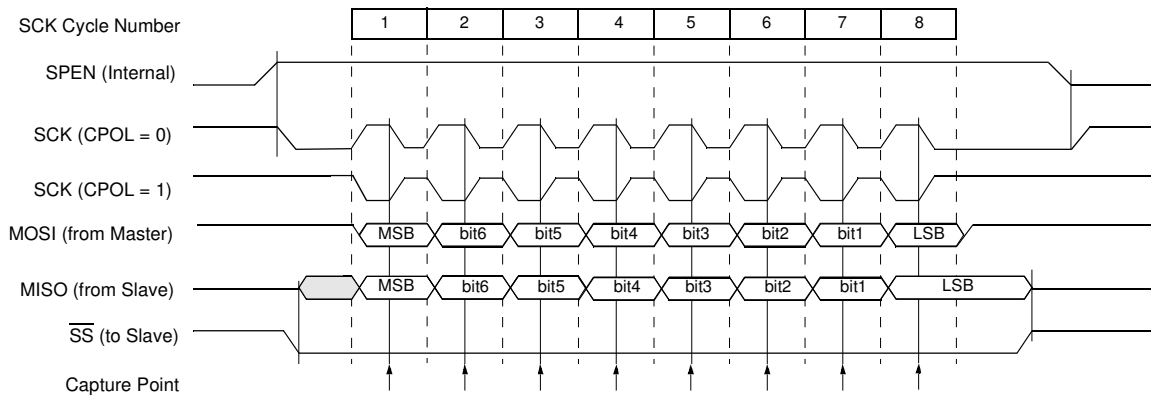 SCK Cycle Number 1 2 3 4 5 6 7 8
SPEN (Internal)
SCK (CPOL = 0)
SCK (CPOL = 1)
MOSI (from Master) MSB bit6 bit5 bit4 bit3 bit2 bit1 LSB
MISO (from Slave) MSB bit6 bit5 bit4 bit3 bit2 bit1 LSB
SS (to Slave)
Capture Point